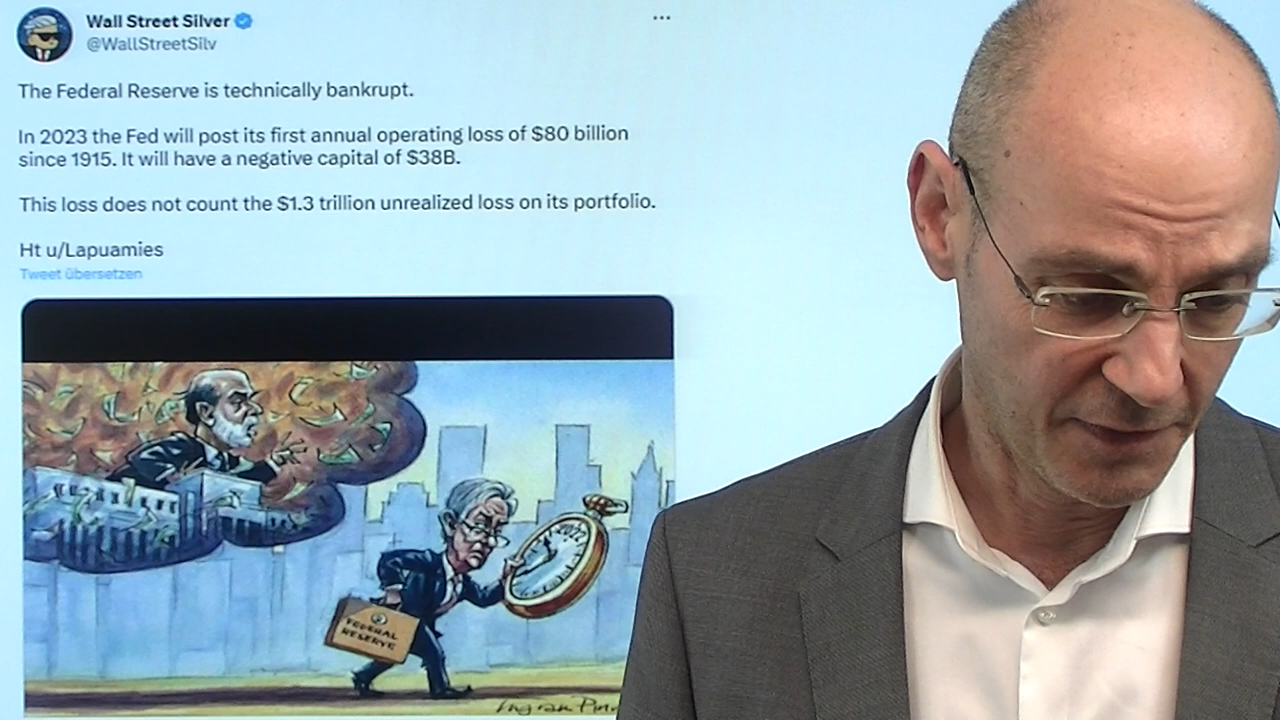 Wall Street Silver
@WallStreetSilv
The Federal Reserve is technically bankrupt.
In 2023 the Fed will post its first annual operating loss of $80 billion
since 1915. It will have a negative capital of $38B.
This loss does not count the $1.3 trillion unrealized loss on its portfolio.
Ht u/Lapuamies
Tweet übersetzen
2022
FEDERAL
RESERVE
Ingram